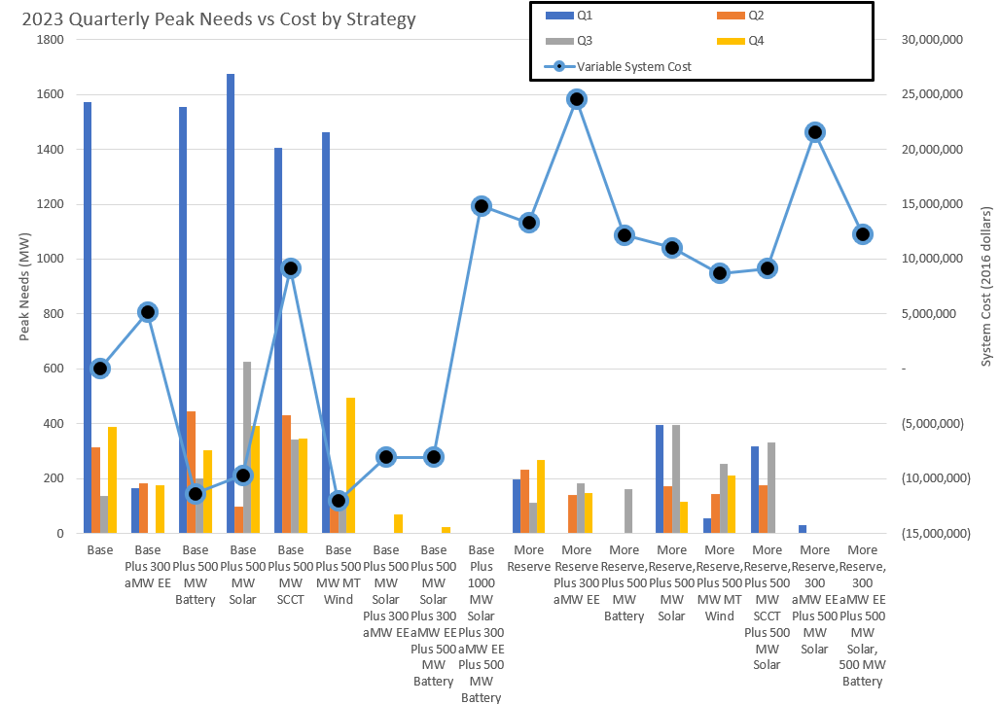 2023 Quarterly Peak Needs vs Cost by Strategy
Q1
Q2
Q3
Q4
Variable System Cost
Peak Needs (MW)
1800
1600
1400
1200
1000
800
600
400
200
0
30,000,000
25,000,000
20,000,000
15,000,000
10,000,000
5,000,000
-
(5,000,000)
(10,000,000)
(15,000,000)
System Cost (2016 dollars)
Base
Base
Plus 300
aMW EE
Base
Plus 500
MW
Battery
Base
Plus 500
MW
Solar
Base
Plus 500
MW
SCCT
Base
Plus 500
MW MT
Wind
Base
Plus 500
MW
Solar
Plus 300
aMW EE
Base
Plus 500
MW
Solar
Plus 300
aMW EE
Plus 500
MW
Battery
Base
Plus
1000
MW
Solar
Plus 300
aMW EE
Plus 500
MW
Battery
More
Reserve
More
Reserve
Plus 300
aMW EE
More
Reserve,
Plus 500
MW
Battery
More
Reserve,
Plus 500
MW
Solar
More
Reserve,
Plus 500
MW MT
Wind
More
Reserve,
Plus 500
MW
SCCT
Plus 500
MW
Solar
More
Reserve,
300
aMW EE
Plus 500
MW
Solar
More
Reserve,
300
aMW EE
Plus 500
MW
Solar,
500 MW
Battery